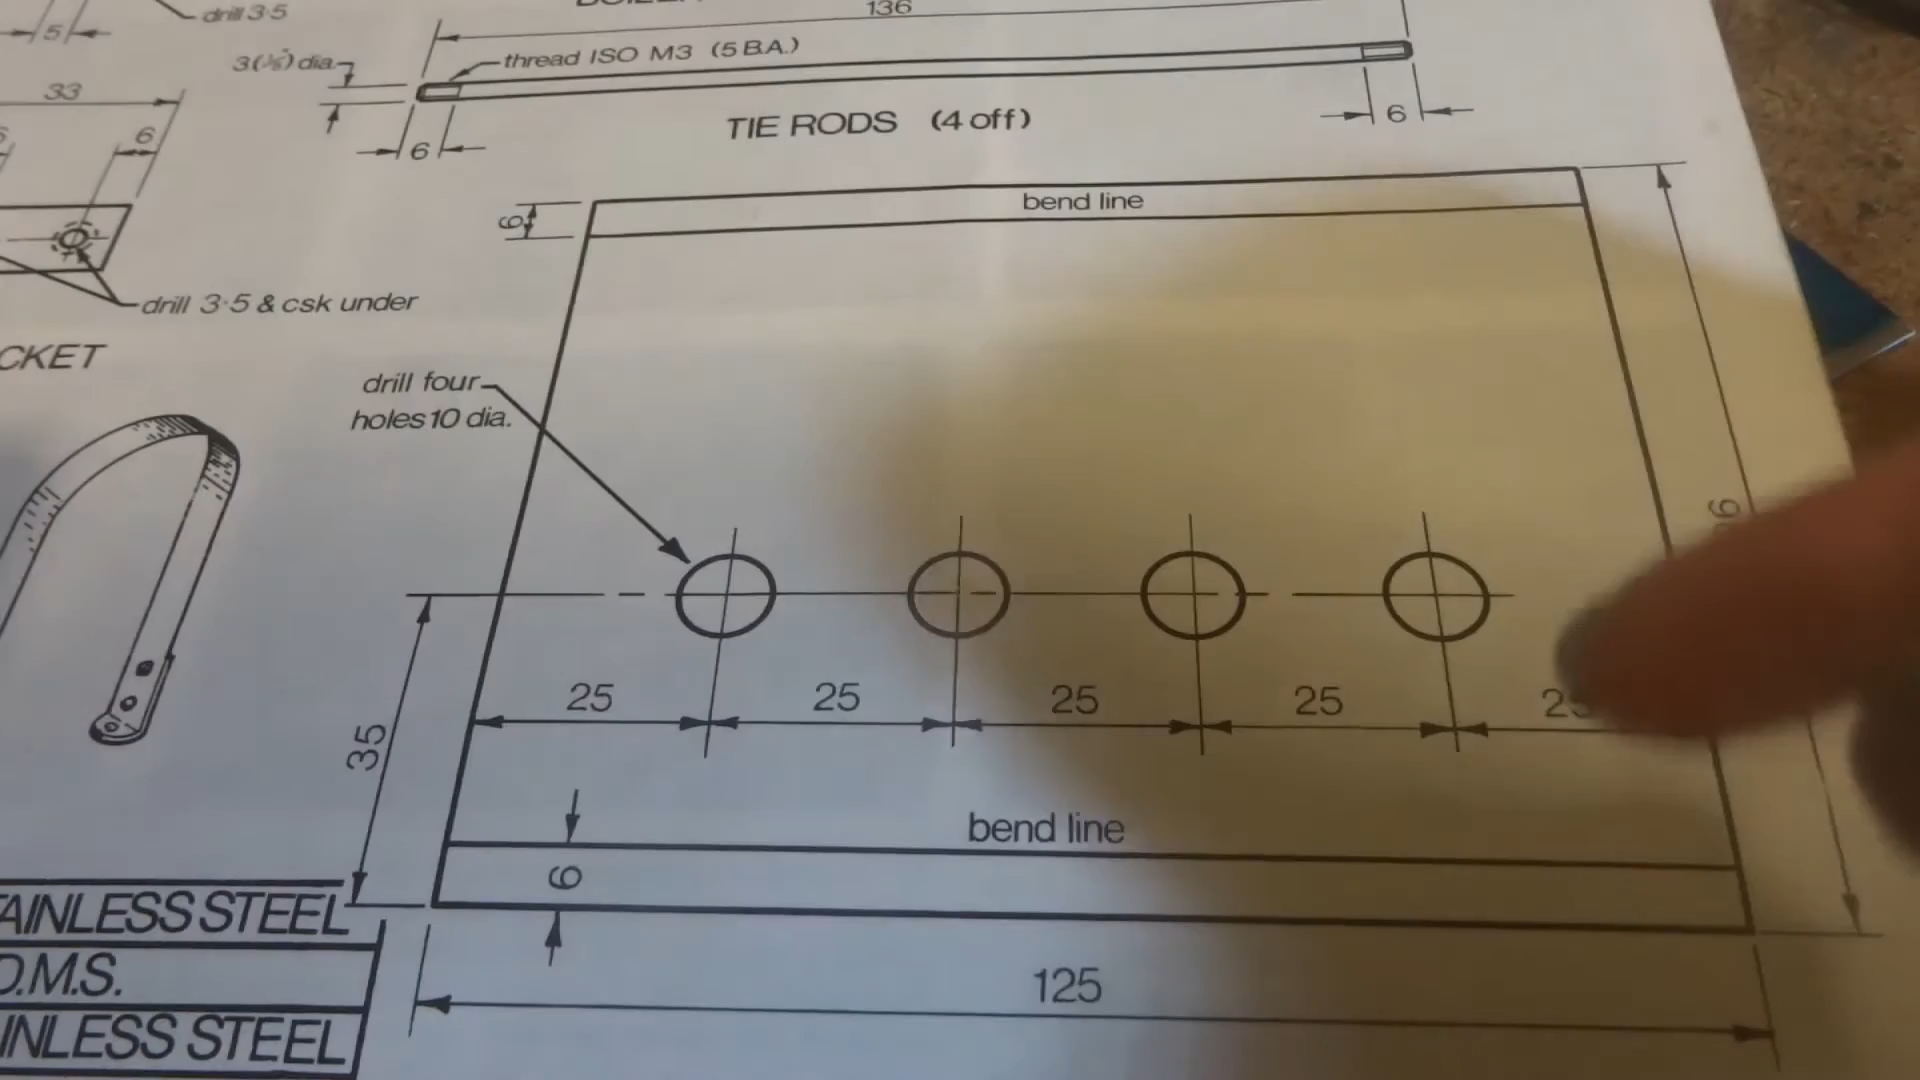 drill 3·5
5
136
thread ISO M3 (5 B.A.)
dia.
33
6
6
6
TIE RODS (4 off)
6
bend line
drill 3·5 & csk under
CKET
drill four
holes 10 dia.
25
25
25
25
35
bend line
6
AINLESS STEEL
125
.M.S.
INLESS STEEL